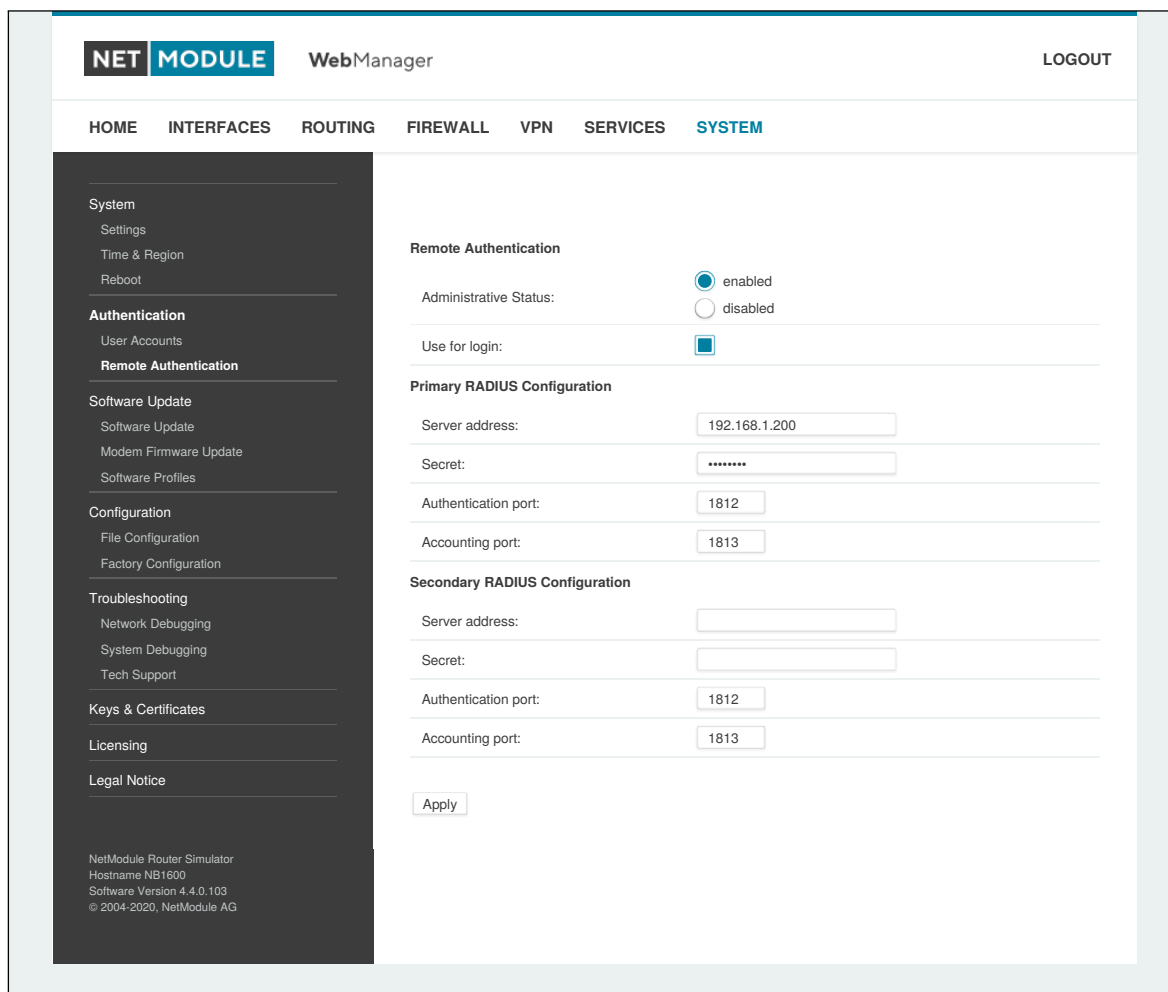 NET MODULE WebManager LOGOUT
HOME INTERFACES ROUTING FIREWALL VPN SERVICES SYSTEM
System
Settings
Time & Region
Reboot
Authentication
User Accounts
Remote Authentication
Software Update
Software Update
Modem Firmware Update
Software Profiles
Configuration
File Configuration
Factory Configuration
Troubleshooting
Network Debugging
System Debugging
Tech Support
Keys & Certificates
Licensing
Legal Notice
NetModule Router Simulator
Hostname NB1600
Software Version 4.4.0.103
© 2004-2020, NetModule AG
Remote Authentication
Administrative Status:
enabled
disabled
Use for login:
Primary RADIUS Configuration
Server address: 192.168.1.200
Secret: ••••••••
Authentication port: 1812
Accounting port: 1813
Secondary RADIUS Configuration
Server address:
Secret:
Authentication port: 1812
Accounting port: 1813
Apply